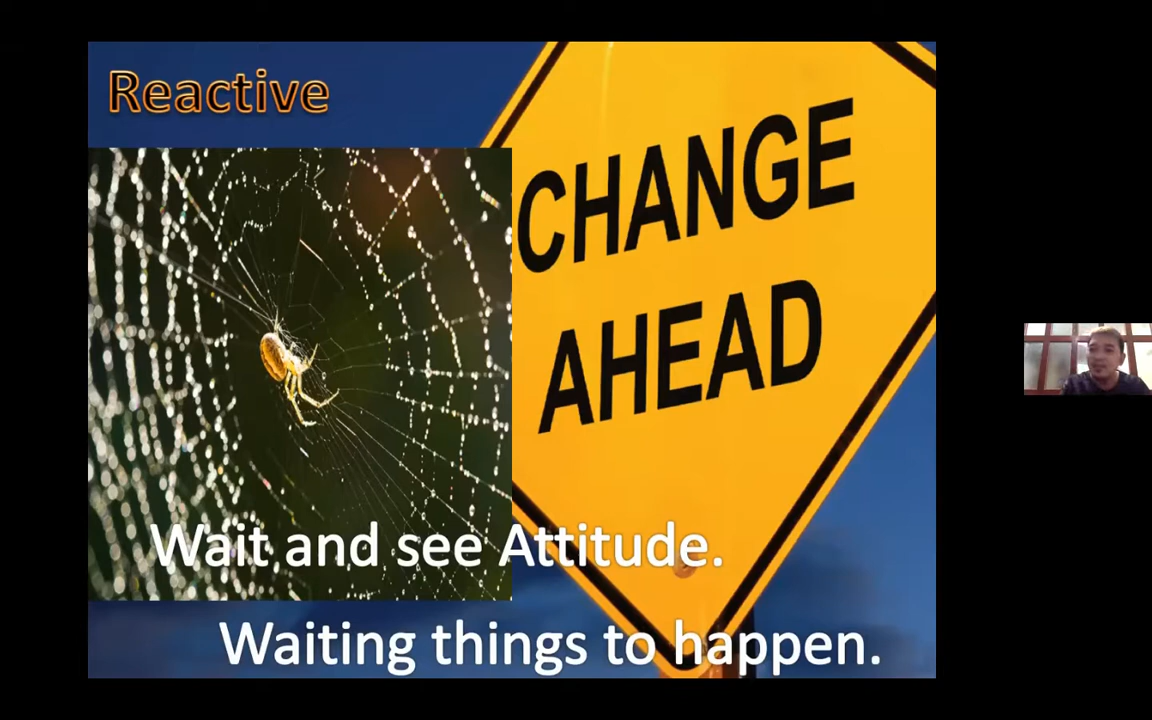 Reactive
CHANGE
AHEAD
Wait and see Attitude.
Waiting things to happen.